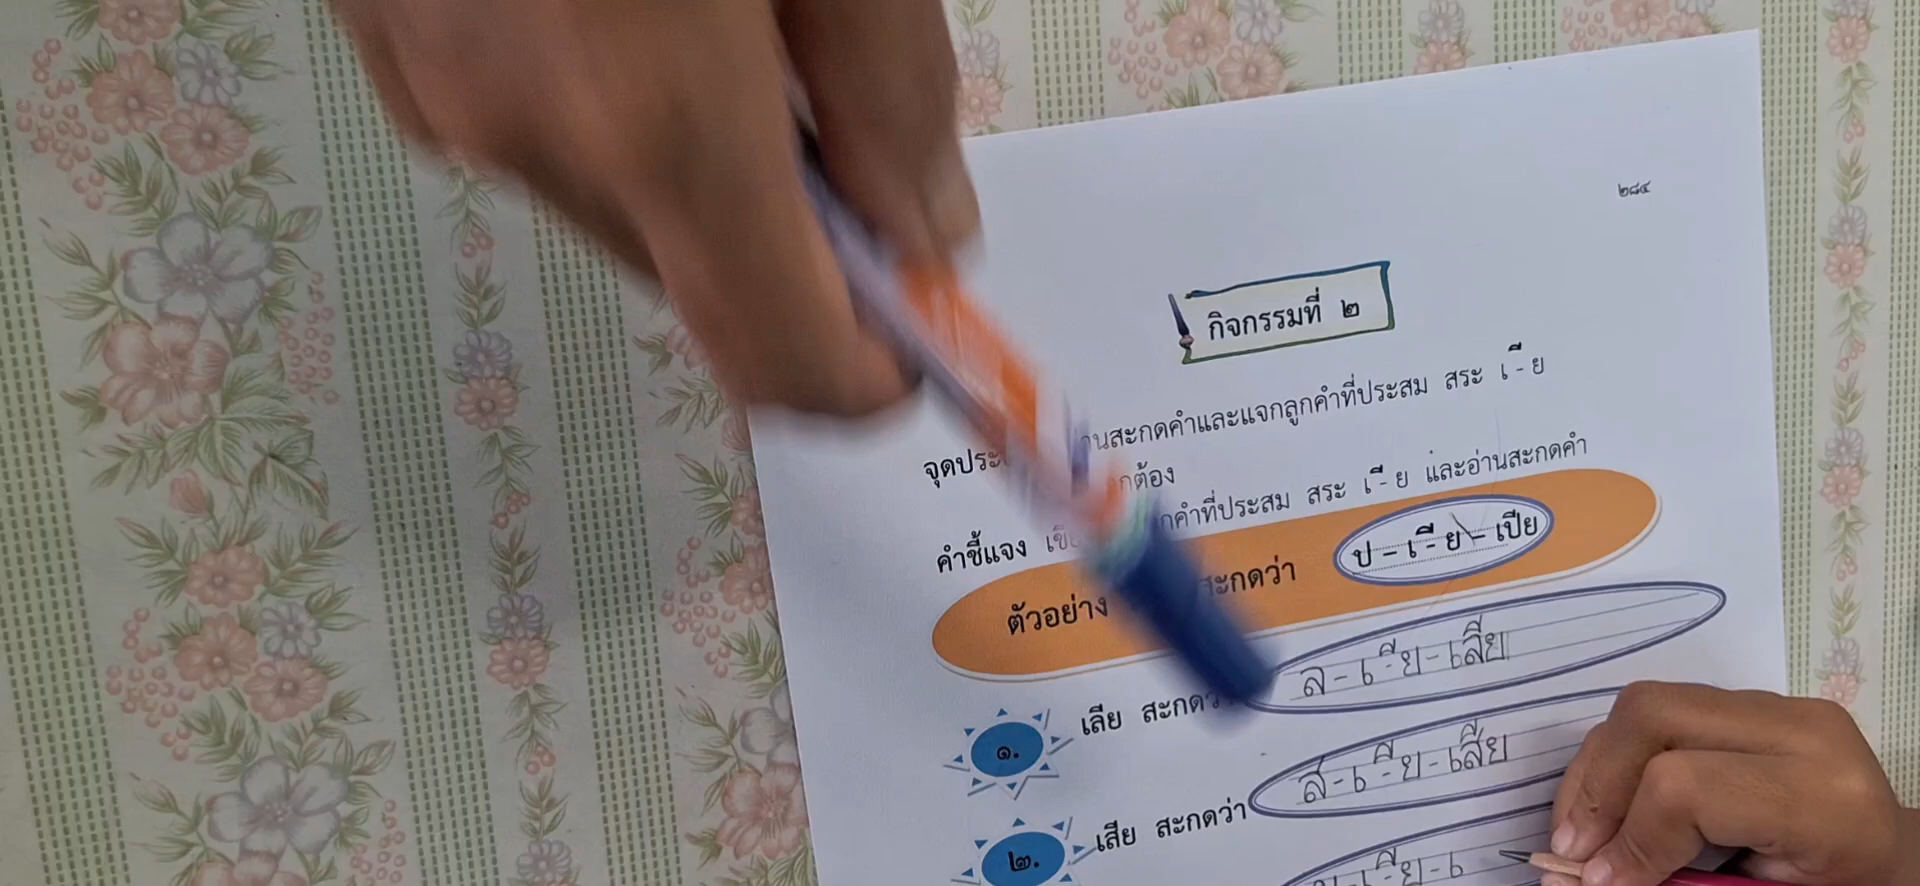 ๒๘๔
กิจกรรมที่ ๒
จุดประ านสะกดคำและแจกลูกคำที่ประสม สระ เ -ี ย
กต้อง
คำชี้แจง เขี กคำที่ประสม สระ เ -ี ย และอ่านสะกดคำ
ตัวอย่าง สะกดว่า ป - เ -ี ย - เปีย
๑. เลีย สะกดว่ ล - เ -ี ย - เลีย
๒. เสีย สะกดว่า ส - เ -ี ย - เสีย
- เ -ี ย - เ